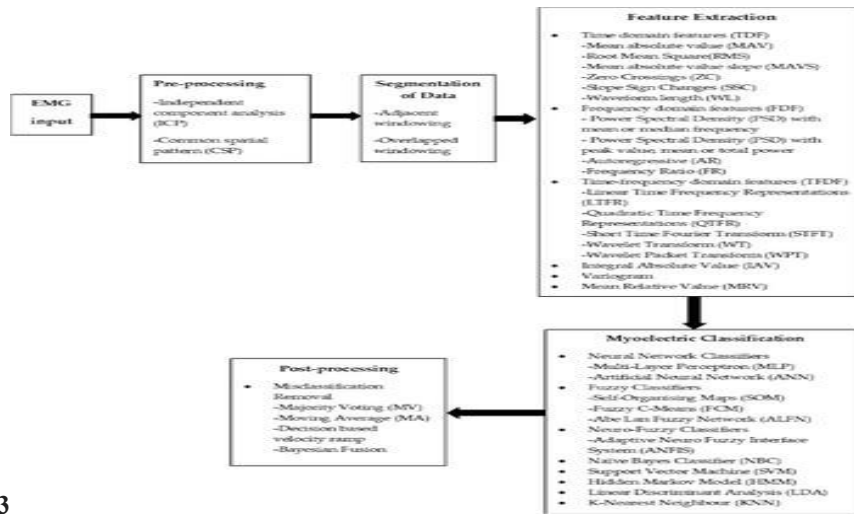 EMG
input
Pre-processing
-Independent
component analysis
(ICP)
-Common spatial
pattern (CSP)
Segmentation
of Data
-Adjacent
windowing
-Overlapped
windowing
Feature Extraction
• Time domain features (TDF)
-Mean absolute value (MAV)
-Root Mean Square(RMS)
-Mean absolute value slope (MAVS)
-Zero Crossings (ZC)
-Slope Sign Changes (SSC)
-Waveform length (WL)
• Frequency domain features (FDF)
- Power Spectral Density (PSD) with
mean or median frequency
- Power Spectral Density (PSD) with
peak value, mean or total power
-Autoregressive (AR)
-Frequency Ratio (FR)
• Time-frequency domain features (TFDF)
-Linear Time Frequency Representations
(LTFR)
-Quadratic Time Frequency
Representations (QTFR)
-Short Time Fourier Transform (STFT)
-Wavelet Transform (WT)
-Wavelet Packet Transform (WPT)
• Integral Absolute Value (IAV)
• Variogram
• Mean Relative Value (MRV)
Myoelectric Classification
• Neural Network Classifiers
-Multi-Layer Perceptron (MLP)
-Artificial Neural Network (ANN)
• Fuzzy Classifiers
-Self-Organising Maps (SOM)
-Fuzzy C-Means (FCM)
-Abe Lan Fuzzy Network (ALFN)
• Neuro-Fuzzy Classifiers
-Adaptive Neuro Fuzzy Interface
System (ANFIS)
• Naïve Bayes Classifier (NBC)
• Support Vector Machine (SVM)
• Hidden Markov Model (HMM)
• Linear Discriminant Analysis (LDA)
• K-Nearest Neighbour (KNN)
Post-processing
• Misclassification
Removal
-Majority Voting (MV)
-Moving Average (MA)
-Decision based
velocity ramp
-Bayesian Fusion
3